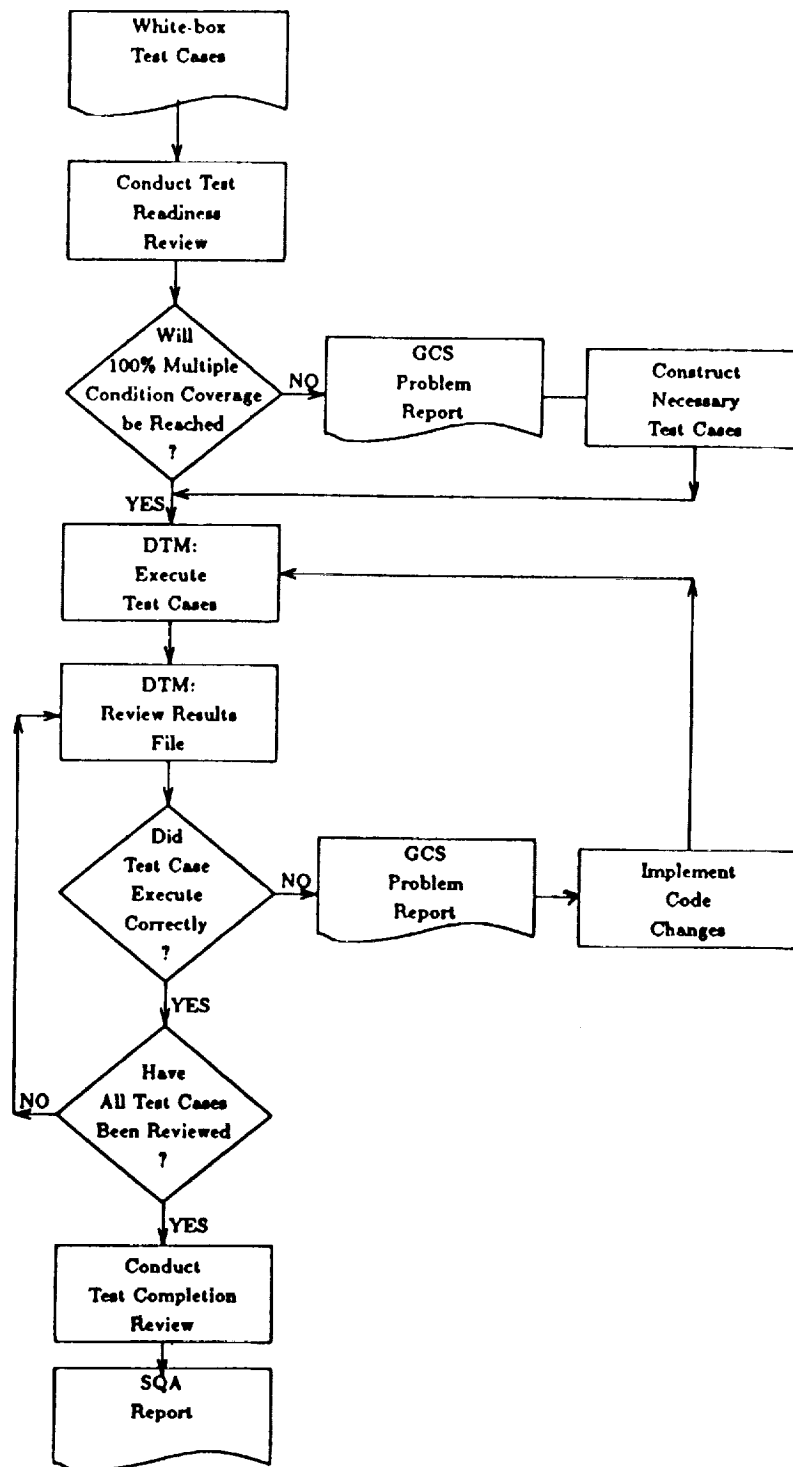 White-box
Test Cases
Conduct Test
Readiness
Review
Will
100% Multiple
Condition Coverage
be Reached
?
NO
GCS
Problem
Report
Construct
Necessary
Test Cases
YES
DTM:
Execute
Test Cases
DTM:
Review Results
File
Did
Test Case
Execute
Correctly
?
NO
GCS
Problem
Report
Implement
Code
Changes
YES
Have
All Test Cases
Been Reviewed
?
NO
YES
Conduct
Test Completion
Review
SQA
Report